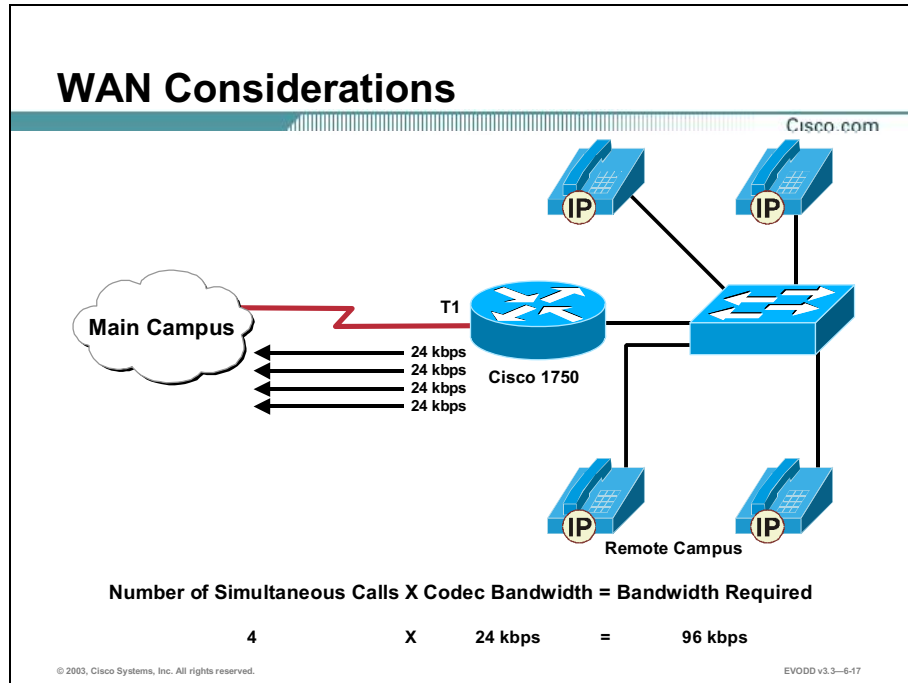 WAN Considerations
Cisco.com
IP
IP
T1
Main Campus
24 kbps
24 kbps
24 kbps
24 kbps
Cisco 1750
IP
IP
Remote Campus
Number of Simultaneous Calls X Codec Bandwidth = Bandwidth Required
4 X 24 kbps = 96 kbps
© 2003, Cisco Systems, Inc. All rights reserved.
EVODD v3.3—6-17